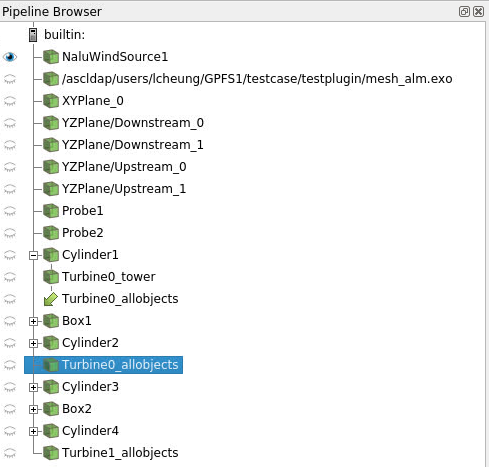 Pipeline Browser
builtin:
NaluWindSource1
/ascldap/users/lcheung/GPFS1/testcase/testplugin/mesh_alm.exo
XYPlane_0
YZPlane/Downstream_0
YZPlane/Downstream_1
YZPlane/Upstream_0
YZPlane/Upstream_1
Probe1
Probe2
Cylinder1
Turbine0_tower
Turbine0_allobjects
Box1
Cylinder2
Turbine0_allobjects
Cylinder3
Box2
Cylinder4
Turbine1_allobjects